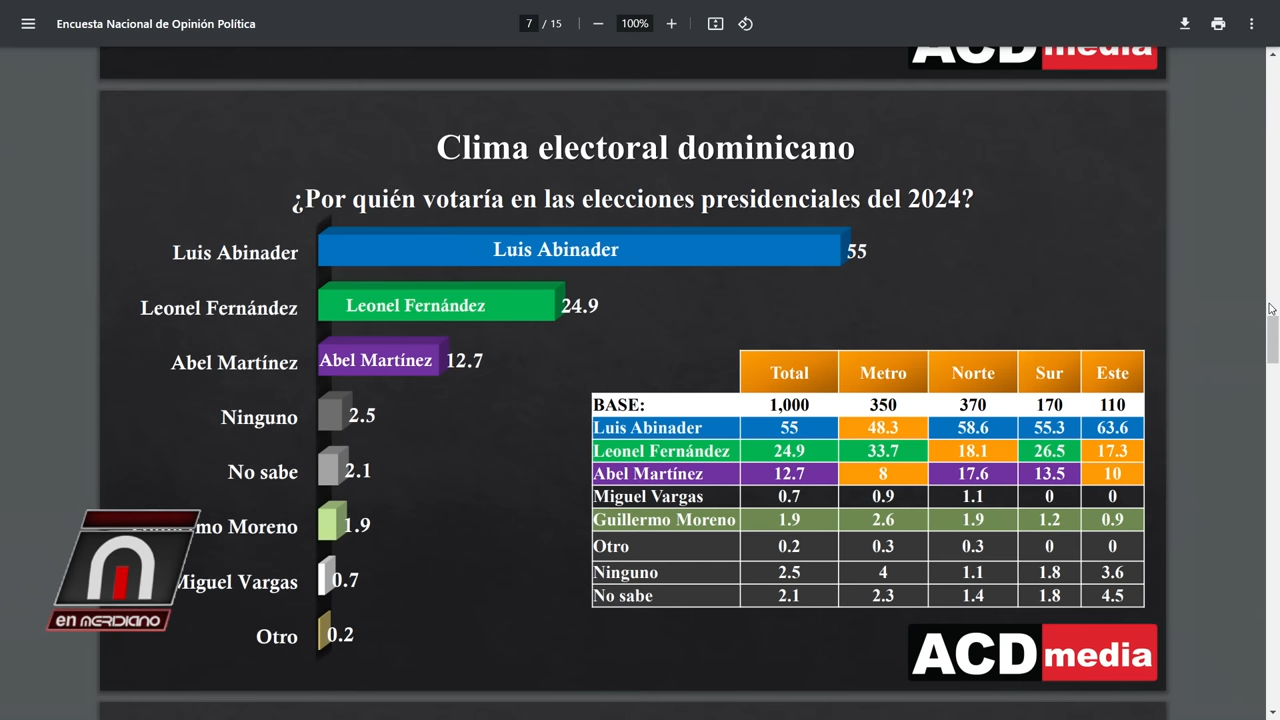 Encuesta Nacional de Opinión Política
7 / 15
100%
ACD media
Clima electoral dominicano
¿Por quién votaría en las elecciones presidenciales del 2024?
Luis Abinader Luis Abinader 55
Leonel Fernández Leonel Fernández 24.9
Abel Martínez Abel Martínez 12.7
Ninguno 2.5
No sabe 2.1
mo Moreno 1.9
Miguel Vargas 0.7
Otro 0.2
Total Metro Norte Sur Este
BASE: 1,000 350 370 170 110
Luis Abinader 55 48.3 58.6 55.3 63.6
Leonel Fernández 24.9 33.7 18.1 26.5 17.3
Abel Martínez 12.7 8 17.6 13.5 10
Miguel Vargas 0.7 0.9 1.1 0 0
Guillermo Moreno 1.9 2.6 1.9 1.2 0.9
Otro 0.2 0.3 0.3 0 0
Ninguno 2.5 4 1.1 1.8 3.6
No sabe 2.1 2.3 1.4 1.8 4.5
en MERDIANO
ACD media